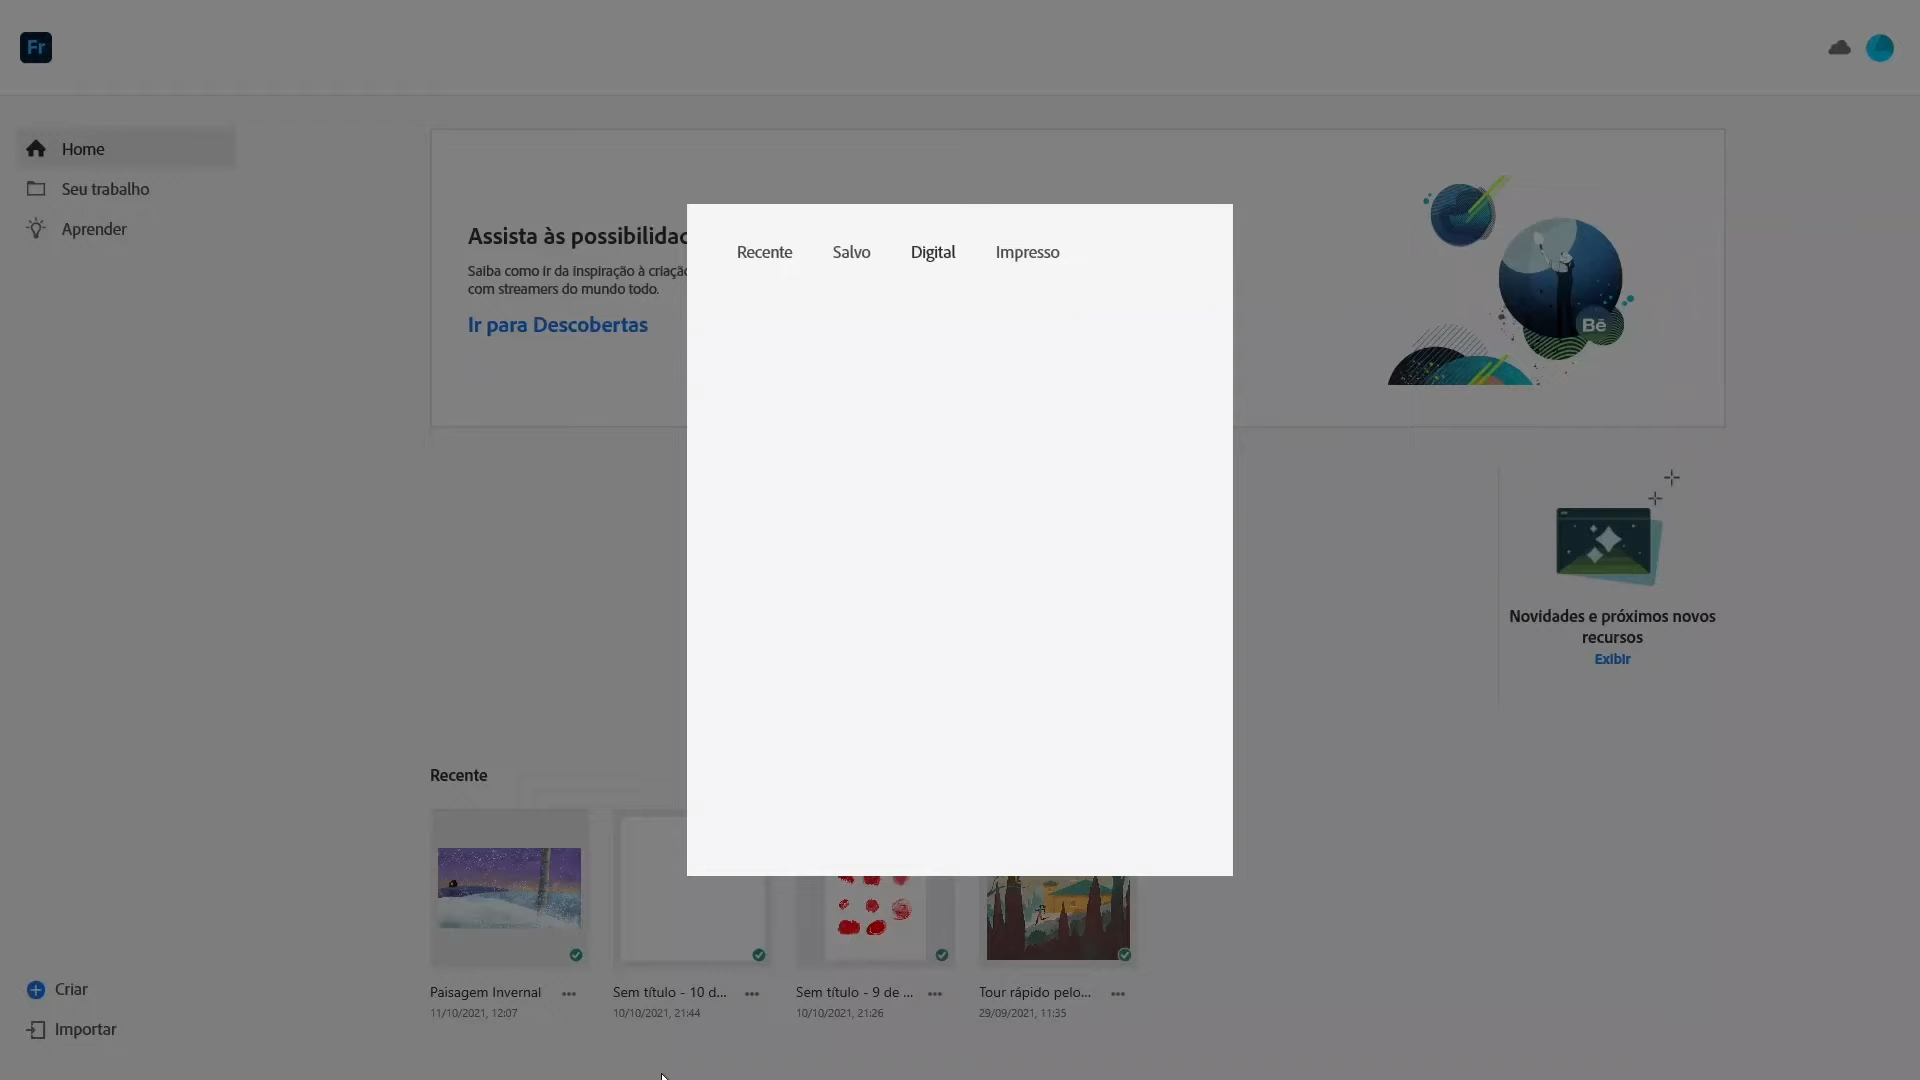 Fr
Home
Seu trabalho
Aprender
Assista às possibilidad
Saiba como ir da inspiração à criação
com streamers do mundo todo.
Ir para Descobertas
Bē
Recente
Salvo
Digital
Impresso
Novidades e próximos novos
recursos
Exibir
Recente
Paisagem Invernal
11/10/2021, 12:07
Sem título - 10 d...
10/10/2021, 21:44
Sem título - 9 de ...
10/10/2021, 21:26
Tour rápido pelo...
29/09/2021, 11:35
Criar
Importar